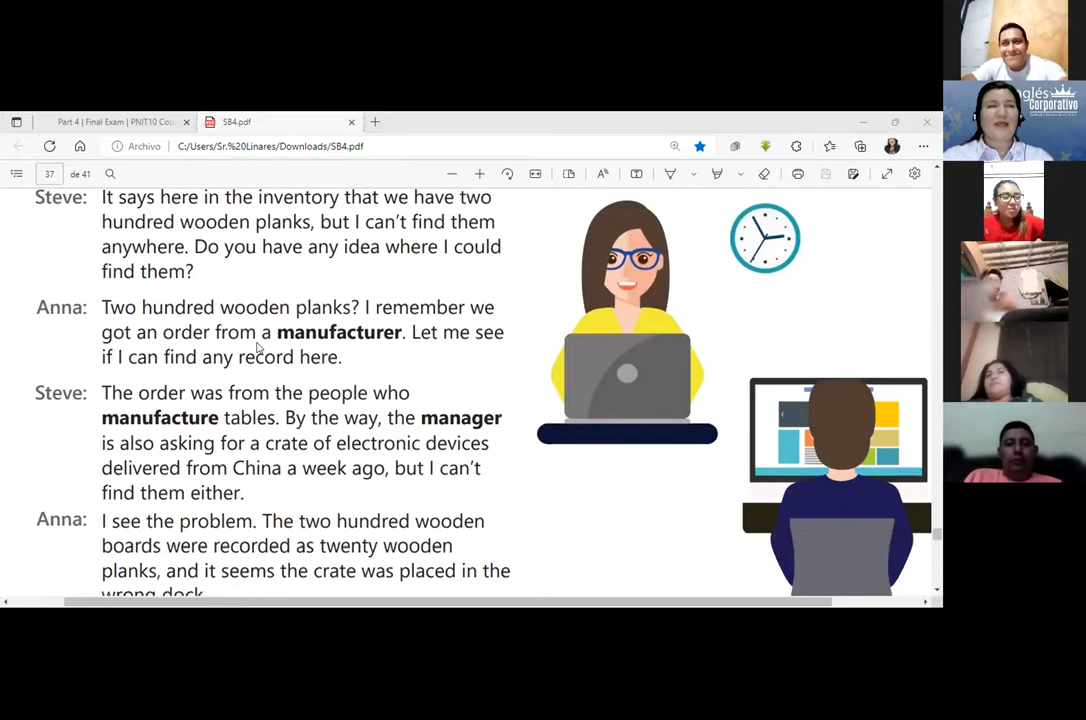 Part 4 | Final Exam | PNIT10 Cou
SB4.pdf
Archivo
C:/Users/Sr.%20Linares/Downloads/SB4.pdf
37
de 41
Steve: It says here in the inventory that we have two
hundred wooden planks, but I can't find them
anywhere. Do you have any idea where I could
find them?
Anna: Two hundred wooden planks? I remember we
got an order from a manufacturer. Let me see
if I can find any record here.
Steve: The order was from the people who
manufacture tables. By the way, the manager
is also asking for a crate of electronic devices
delivered from China a week ago, but I can't
find them either.
Anna: I see the problem. The two hundred wooden
boards were recorded as twenty wooden
planks, and it seems the crate was placed in the
wrong dock.
nglés
Corporativo